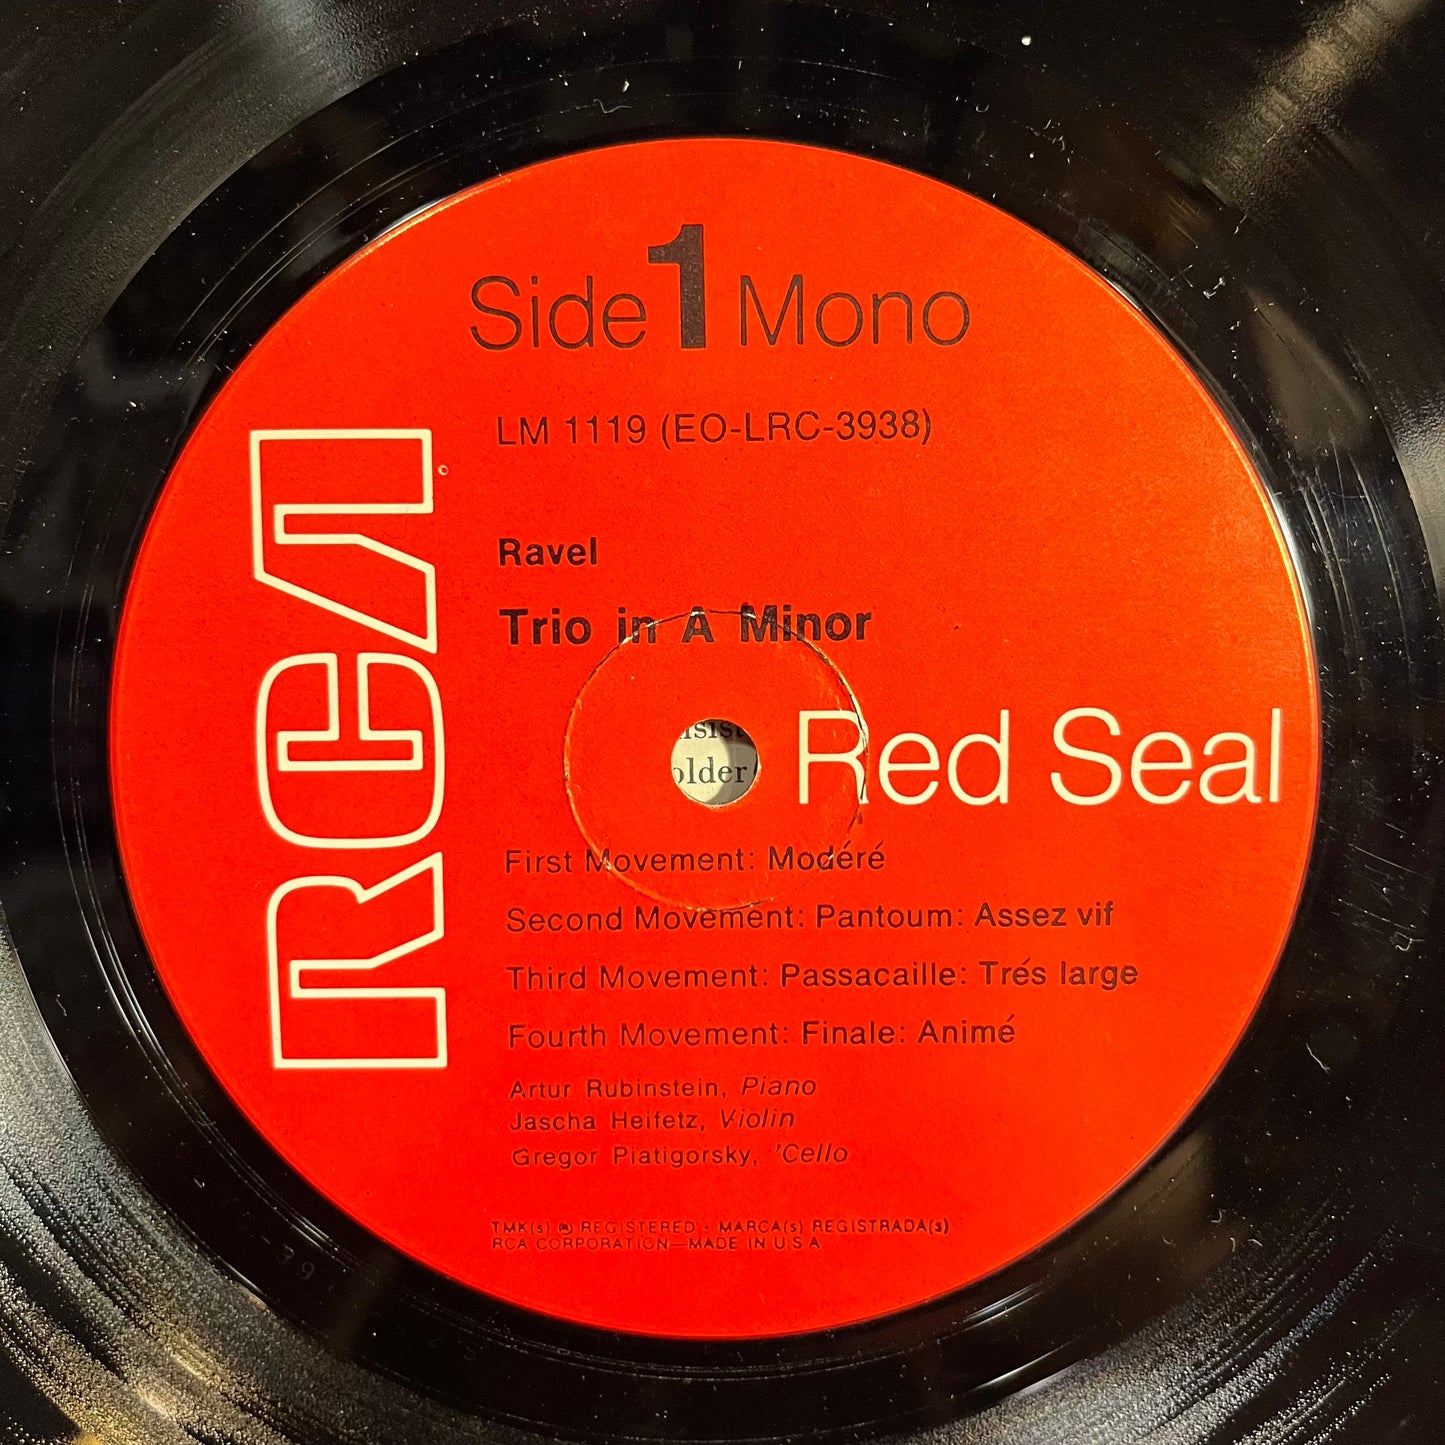 Side 1 Mono
LM 1119 (EO-LRC-3938)
RCA
Ravel
Trio in A Minor
older
Red Seal
First Movement: Modéré
Second Movement: Pantoum: Assez vif
Third Movement: Passacaille: Trés large
Fourth Movement: Finale: Animé
Artur Rubinstein, Piano
Jascha Heifetz, Violin
Gregor Piatigorsky, 'Cello
TMK(s) ® REGISTERED • MARCA(s) REGISTRADA(s)
RCA CORPORATION—MADE IN U.S.A.